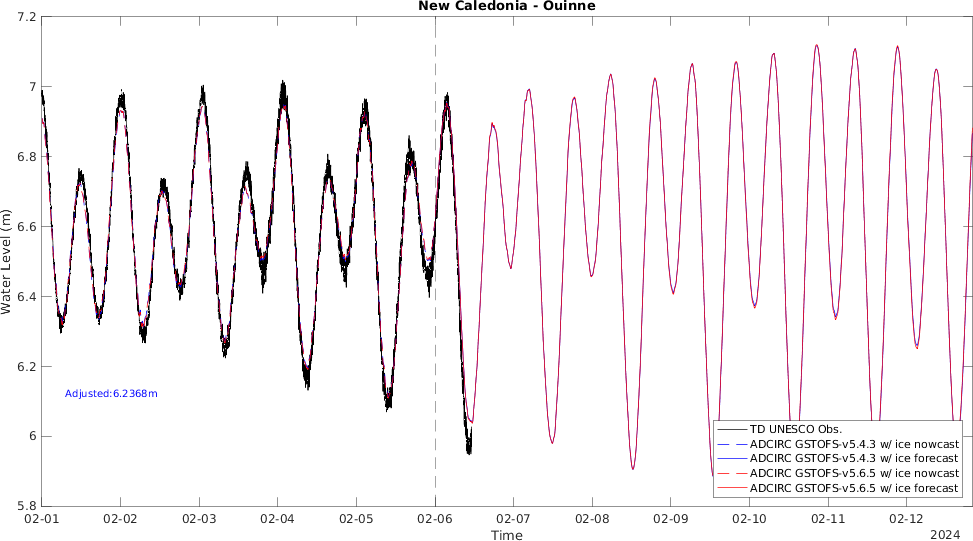 New Caledonia - Ouinne
7.2
7
6.8
6.6
6.4
6.2
6
5.8
Water Level (m)
Adjusted:6.2368m
TD UNESCO Obs.
ADCIRC GSTOFS-v5.4.3 w/ ice nowcast
ADCIRC GSTOFS-v5.4.3 w/ ice forecast
ADCIRC GSTOFS-v5.6.5 w/ ice nowcast
ADCIRC GSTOFS-v5.6.5 w/ ice forecast
02-01 02-02 02-03 02-04 02-05 02-06 02-07 02-08 02-09 02-10 02-11 02-12
Time
2024